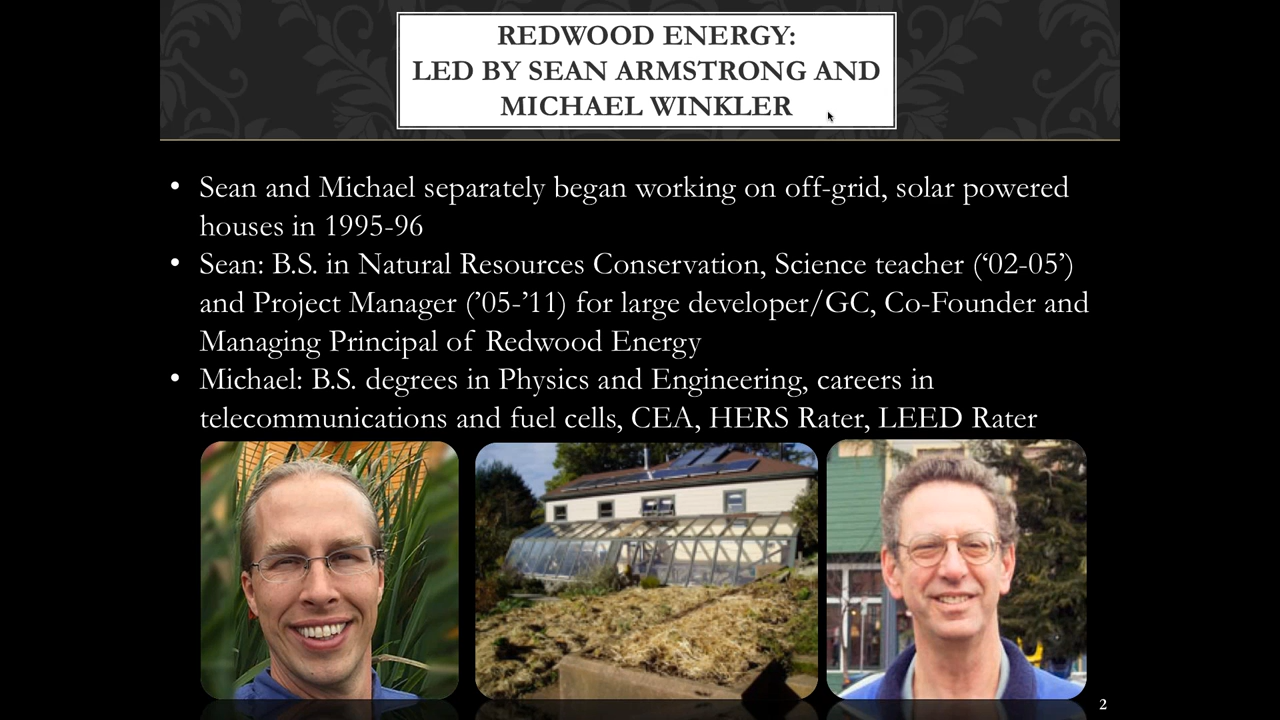 REDWOOD ENERGY:
LED BY SEAN ARMSTRONG AND
MICHAEL WINKLER
• Sean and Michael separately began working on off-grid, solar powered
houses in 1995-96
• Sean: B.S. in Natural Resources Conservation, Science teacher (‘02-05’)
and Project Manager (’05-’11) for large developer/GC, Co-Founder and
Managing Principal of Redwood Energy
• Michael: B.S. degrees in Physics and Engineering, careers in
telecommunications and fuel cells, CEA, HERS Rater, LEED Rater
2